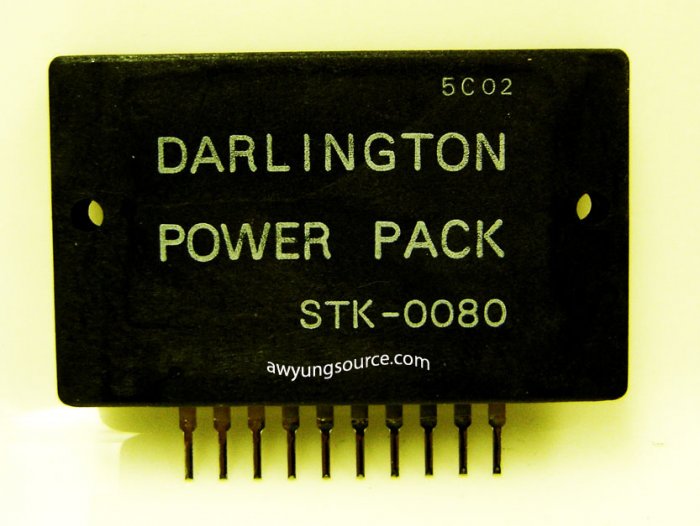 5C02
DARLINGTON
POWER PACK
STK-0080
awyungsource.com